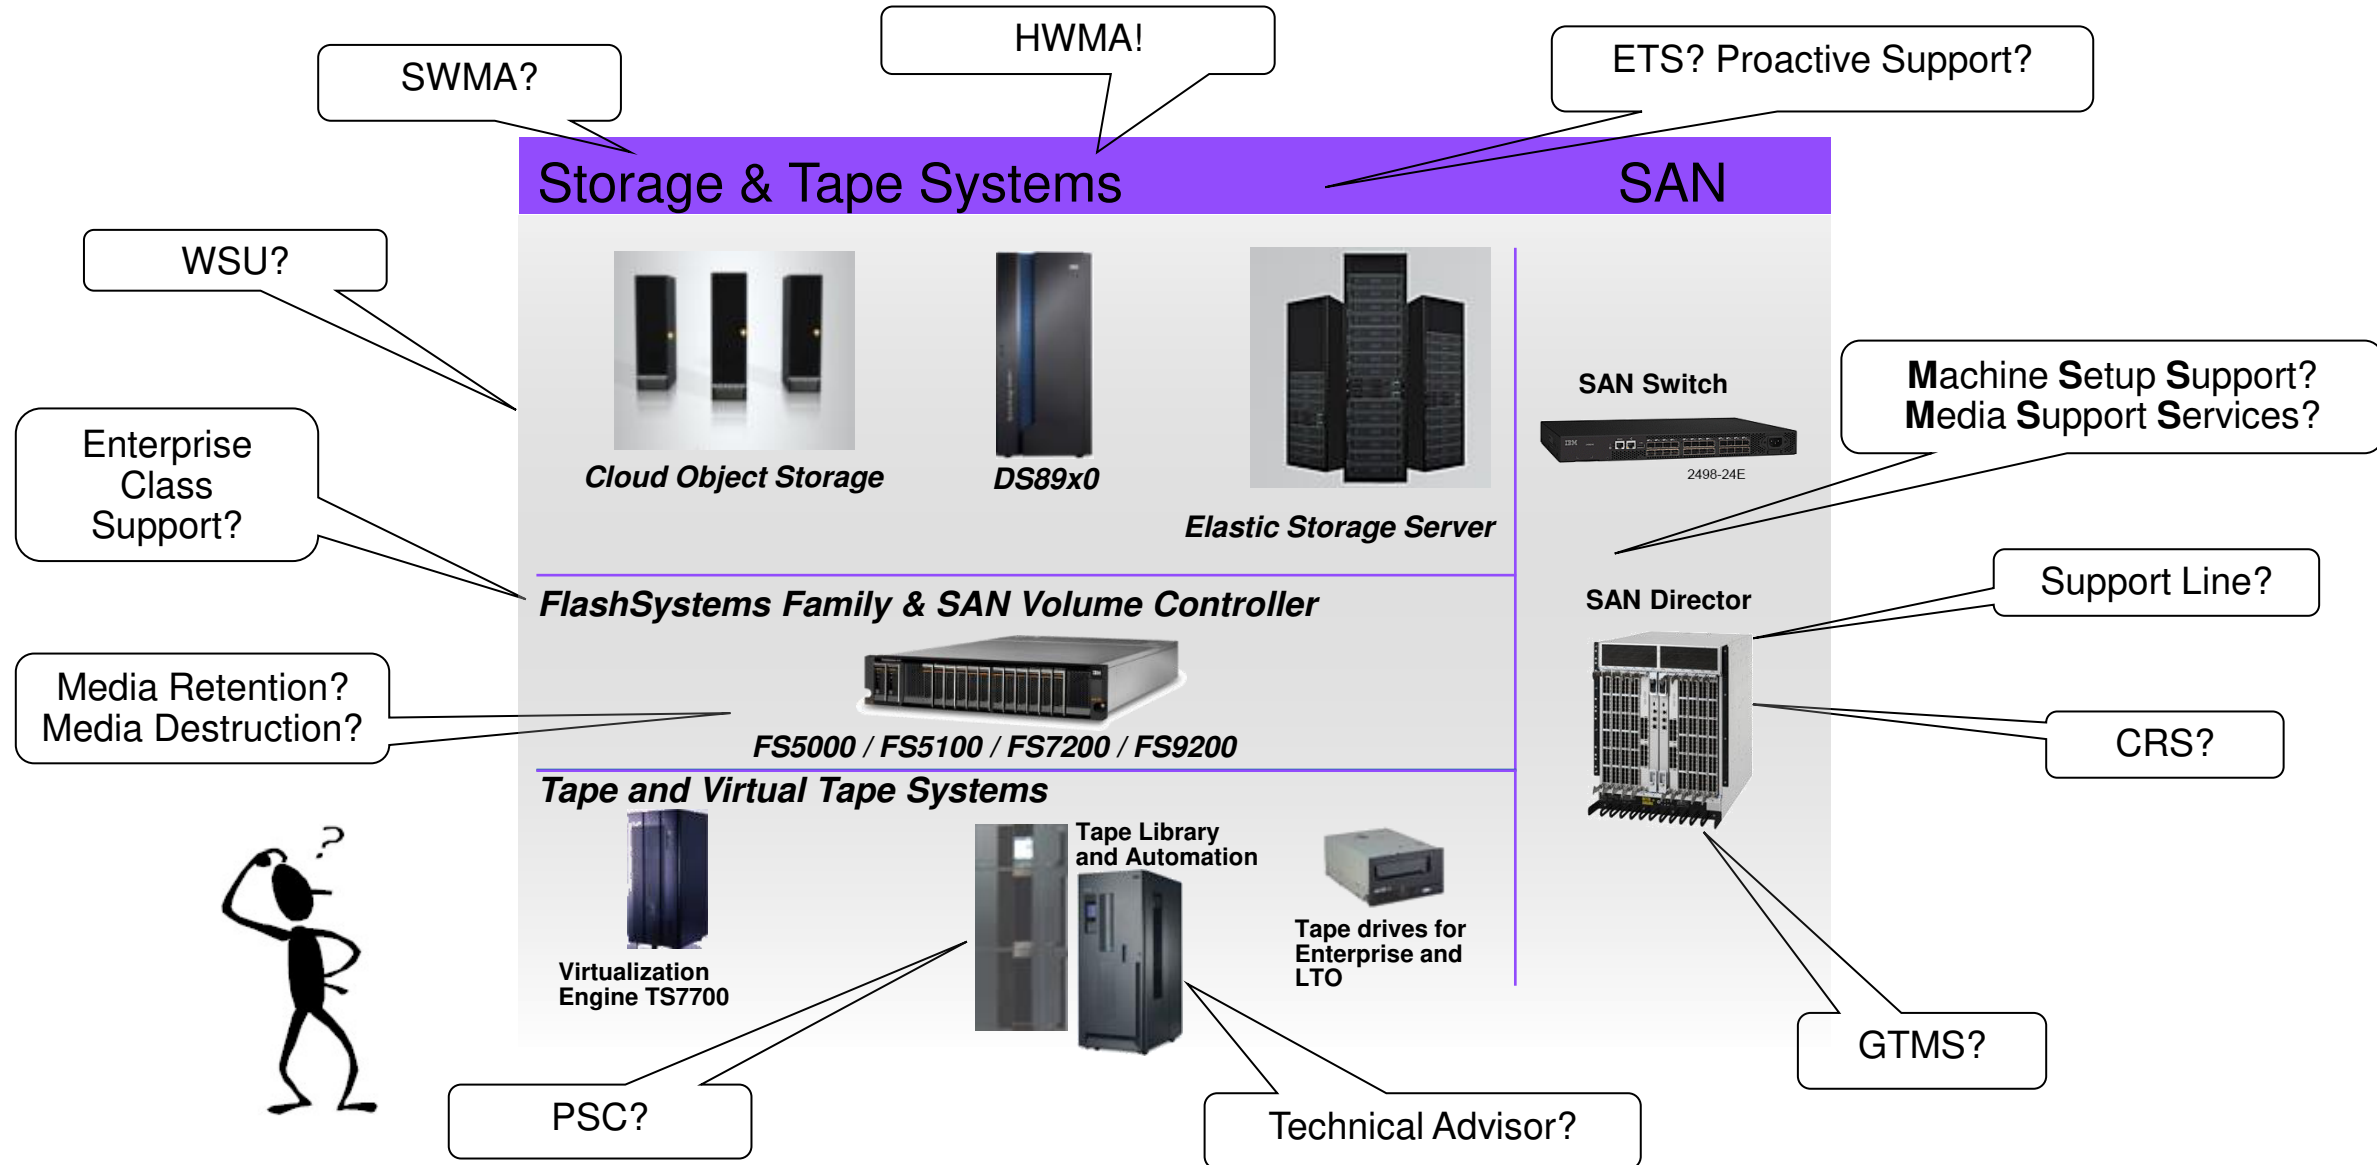 HWMA!
SWMA?
ETS? Proactive Support?
Storage & Tape Systems
SAN
WSU?
Machine Setup Support?
Media Support Services?
SAN Switch
2498-24E
Cloud Object Storage
DS89x0
Elastic Storage Server
Enterprise
Class
Support?
Support Line?
FlashSystems Family & SAN Volume Controller
SAN Director
Media Retention?
Media Destruction?
CRS?
FS5000 / FS5100 / FS7200 / FS9200
Tape and Virtual Tape Systems
?
Tape Library
and Automation
Tape drives for
Enterprise and
LTO
Virtualization
Engine TS7700
GTMS?
PSC?
Technical Advisor?